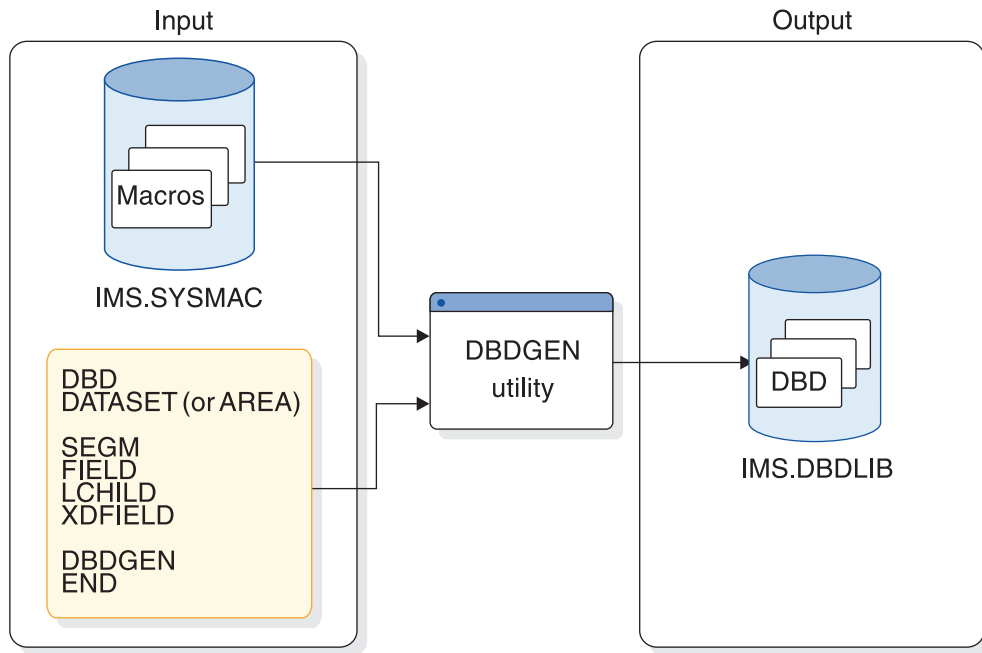 Input
Macros
IMS.SYSMAC
DBD
DATASET (or AREA)
SEGM
FIELD
LCHILD
XDFIELD
DBDGEN
END
DBDGEN
utility
Output
DBD
IMS.DBDLIB